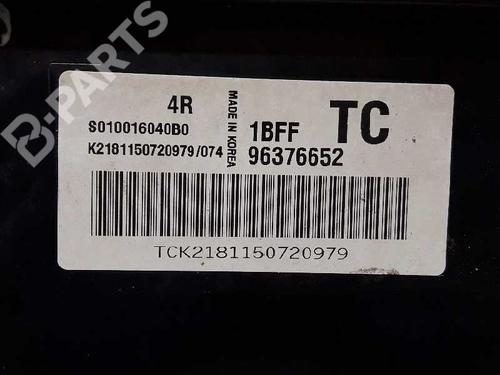 B-PARTS
4R
S010016040B0
K2181150720979/074
MADE IN KOREA
1BFF
TC
96376652
TCK2181150720979